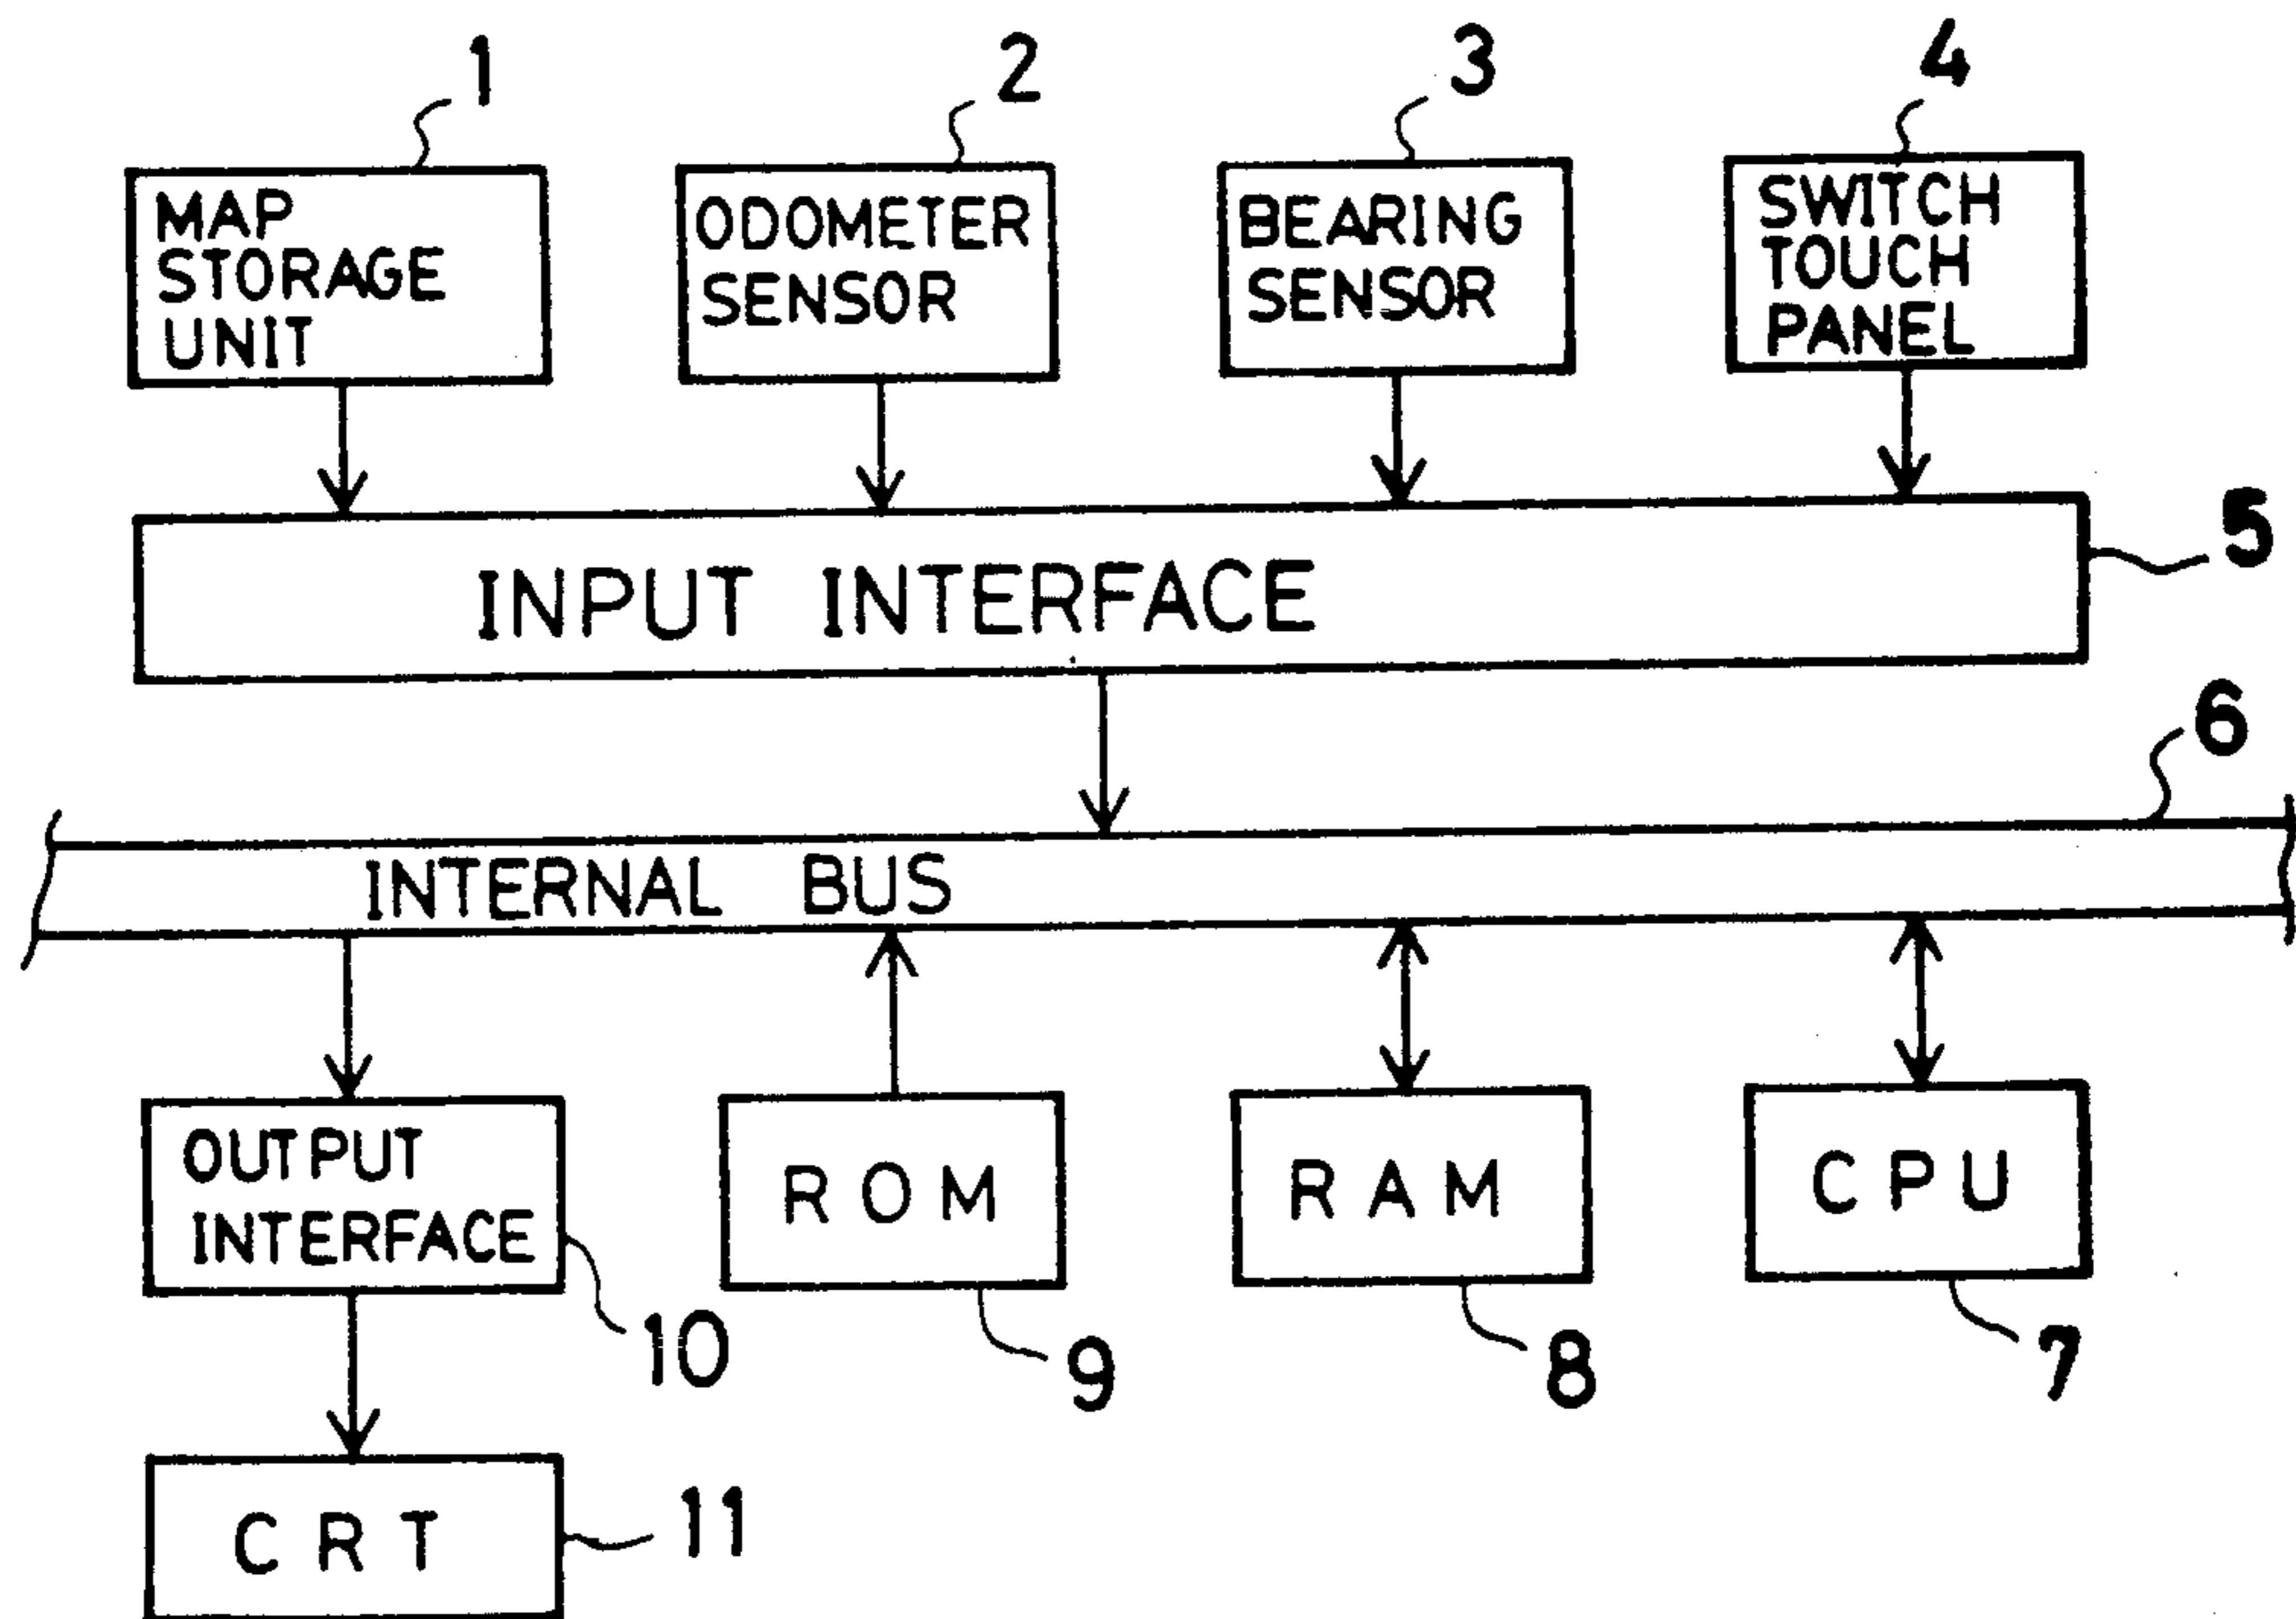 1
2
3
4
MAP
STORAGE
UNIT
ODOMETER
SENSOR
BEARING
SENSOR
SWITCH
TOUCH
PANEL
5
INPUT INTERFACE
6
INTERNAL BUS
OUTPUT
INTERFACE
ROM
RAM
CPU
10
9
8
7
CRT
11